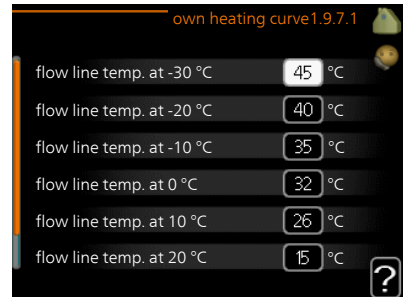 own heating curve1.9.7.1
flow line temp. at -30 °C 45 °C
flow line temp. at -20 °C 40 °C
flow line temp. at -10 °C 35 °C
flow line temp. at 0 °C 32 °C
flow line temp. at 10 °C 26 °C
flow line temp. at 20 °C 15 °C
?